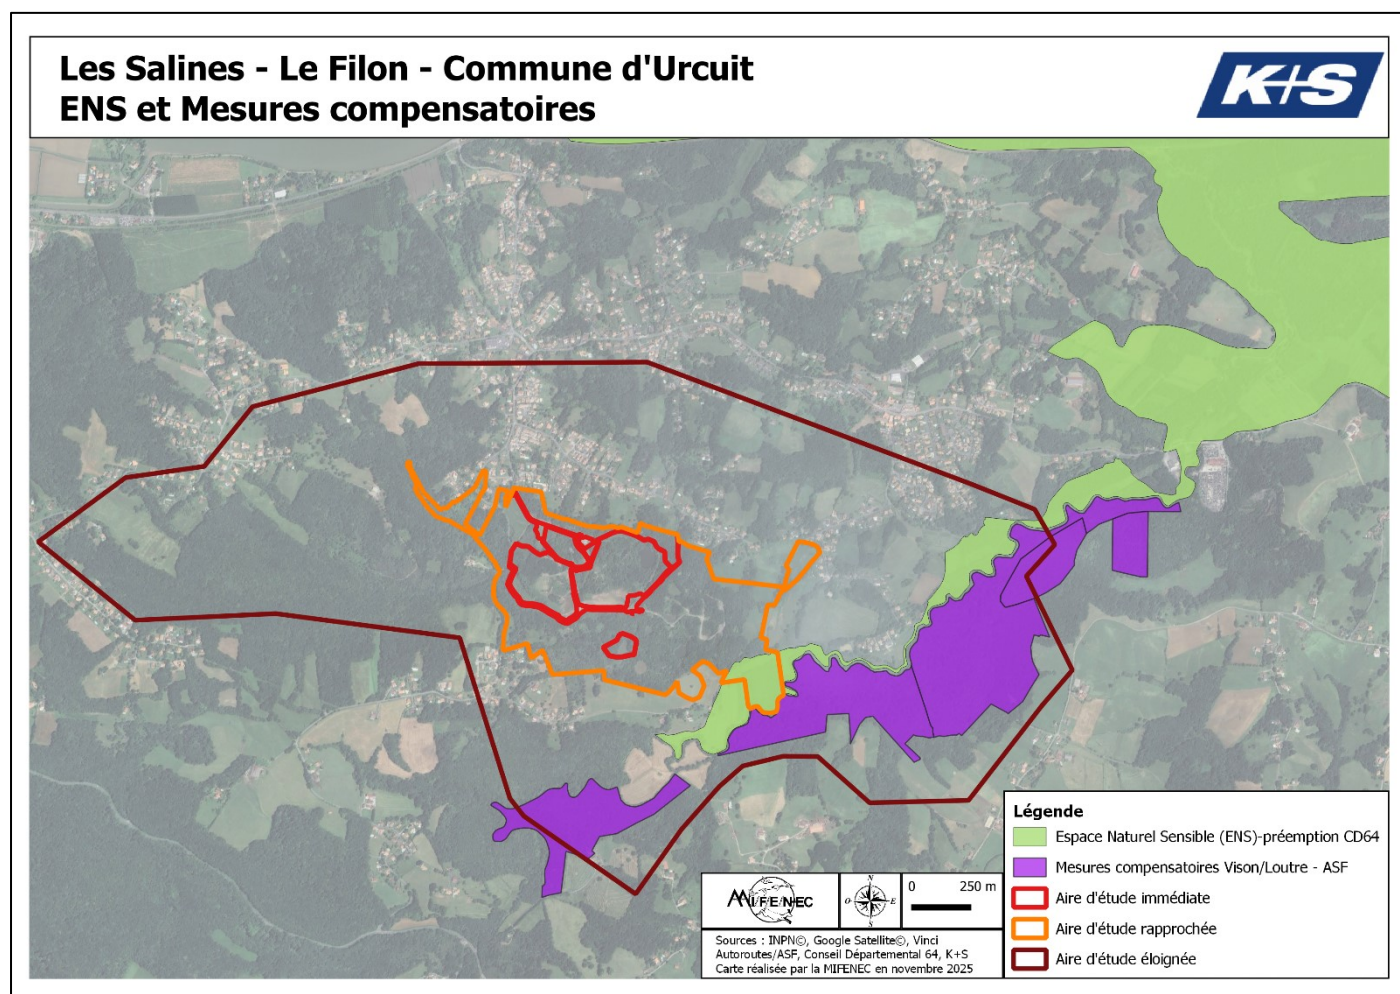 Les Salines - Le Filon - Commune d'Urcuit
ENS et Mesures compensatoires
K+S
Légende
Espace Naturel Sensible (ENS)-préemption CD64
Mesures compensatoires Vison/Loutre - ASF
Aire d'étude immédiate
Aire d'étude rapprochée
Aire d'étude éloignée
MIFENEC
N
O E
S
0 250 m
Sources : INPN©, Google Satellite©, Vinci
Autoroutes/ASF, Conseil Départemental 64, K+S
Carte réalisée par la MIFENEC en novembre 2025